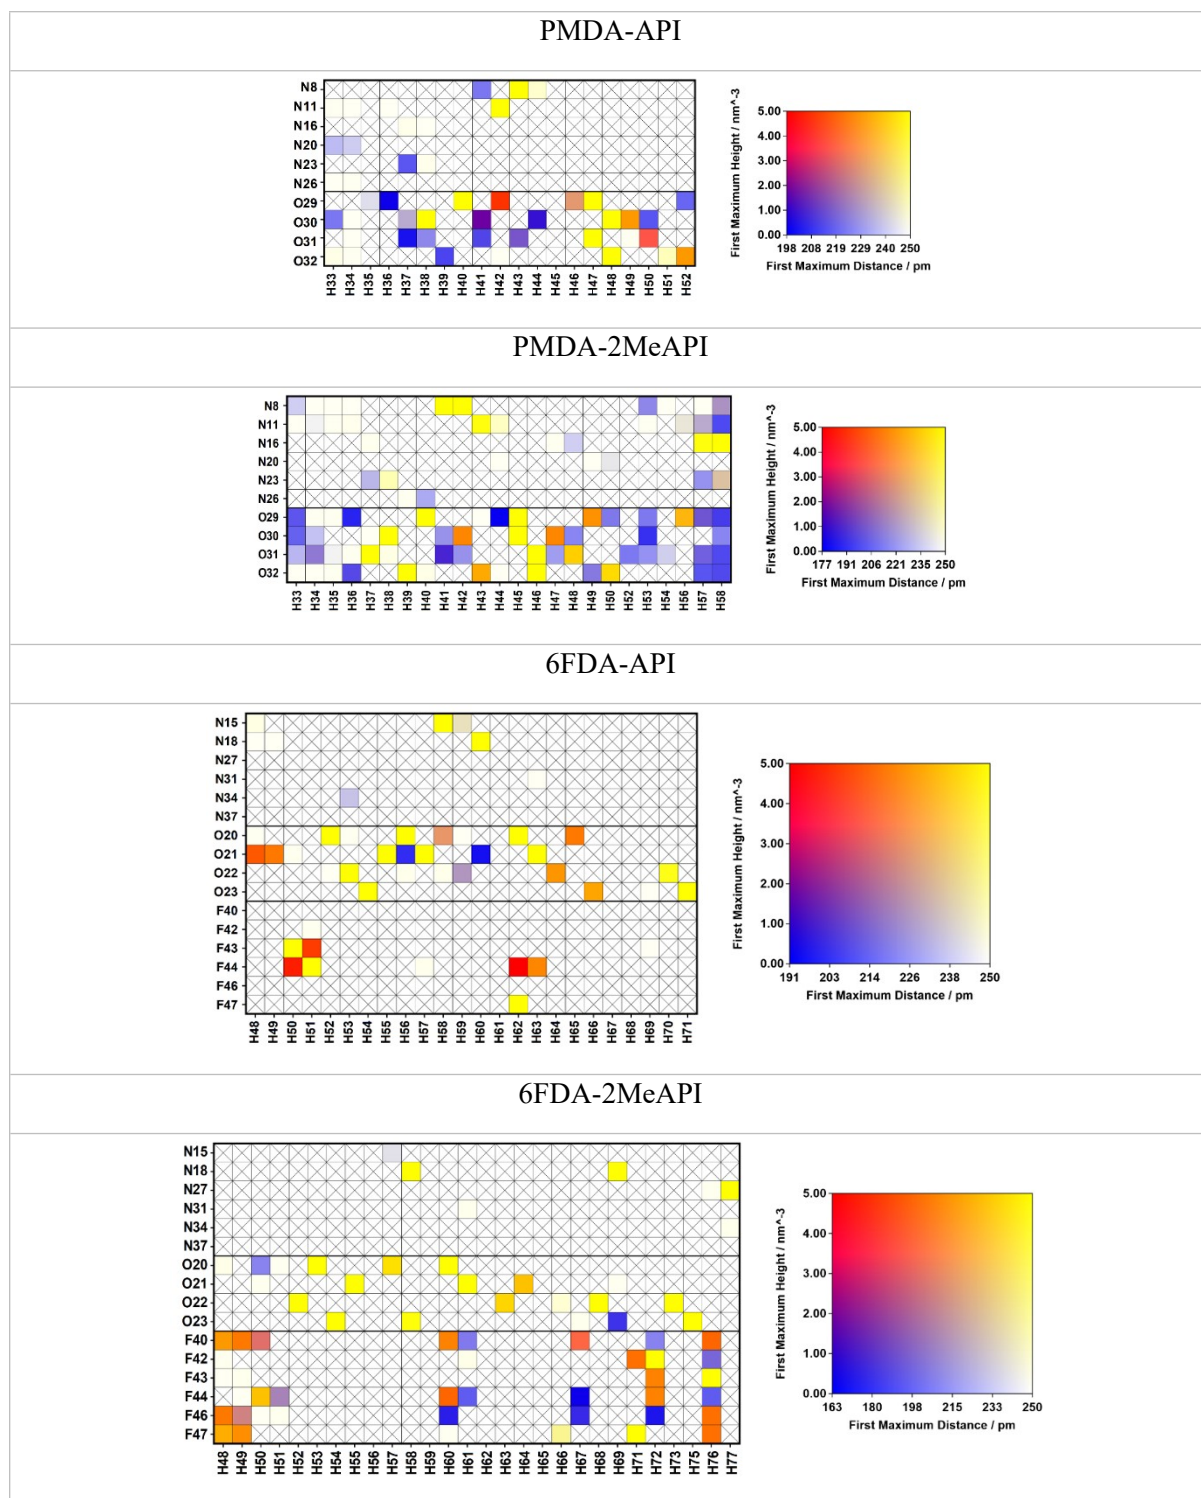 PMDA-API
N8
N11
N16
N20
N23
N26
O29
O30
O31
O32
H33 H34 H35 H36 H37 H38 H39 H40 H41 H42 H43 H44 H45 H46 H47 H48 H49 H50 H51 H52
First Maximum Height / nm^-3
5.00
4.00
3.00
2.00
1.00
0.00
198 208 219 229 240 250
First Maximum Distance / pm
PMDA-2MeAPI
N8
N11
N16
N20
N23
N26
O29
O30
O31
O32
H33 H34 H35 H36 H37 H38 H39 H40 H41 H42 H43 H44 H45 H46 H47 H48 H49 H50 H52 H53 H54 H56 H57 H58
First Maximum Height / nm^-3
5.00
4.00
3.00
2.00
1.00
0.00
177 191 206 221 235 250
First Maximum Distance / pm
6FDA-API
N15
N18
N27
N31
N34
N37
O20
O21
O22
O23
F40
F42
F43
F44
F46
F47
H48 H49 H50 H51 H52 H53 H54 H55 H56 H57 H58 H59 H60 H61 H62 H63 H64 H65 H66 H67 H68 H69 H70 H71
First Maximum Height / nm^-3
5.00
4.00
3.00
2.00
1.00
0.00
191 203 214 226 238 250
First Maximum Distance / pm
6FDA-2MeAPI
N15
N18
N27
N31
N34
N37
O20
O21
O22
O23
F40
F42
F43
F44
F46
F47
H48 H49 H50 H51 H52 H53 H54 H55 H56 H57 H58 H59 H60 H61 H62 H63 H64 H65 H66 H67 H68 H69 H71 H72 H73 H75 H76 H77
First Maximum Height / nm^-3
5.00
4.00
3.00
2.00
1.00
0.00
163 180 198 215 233 250
First Maximum Distance / pm